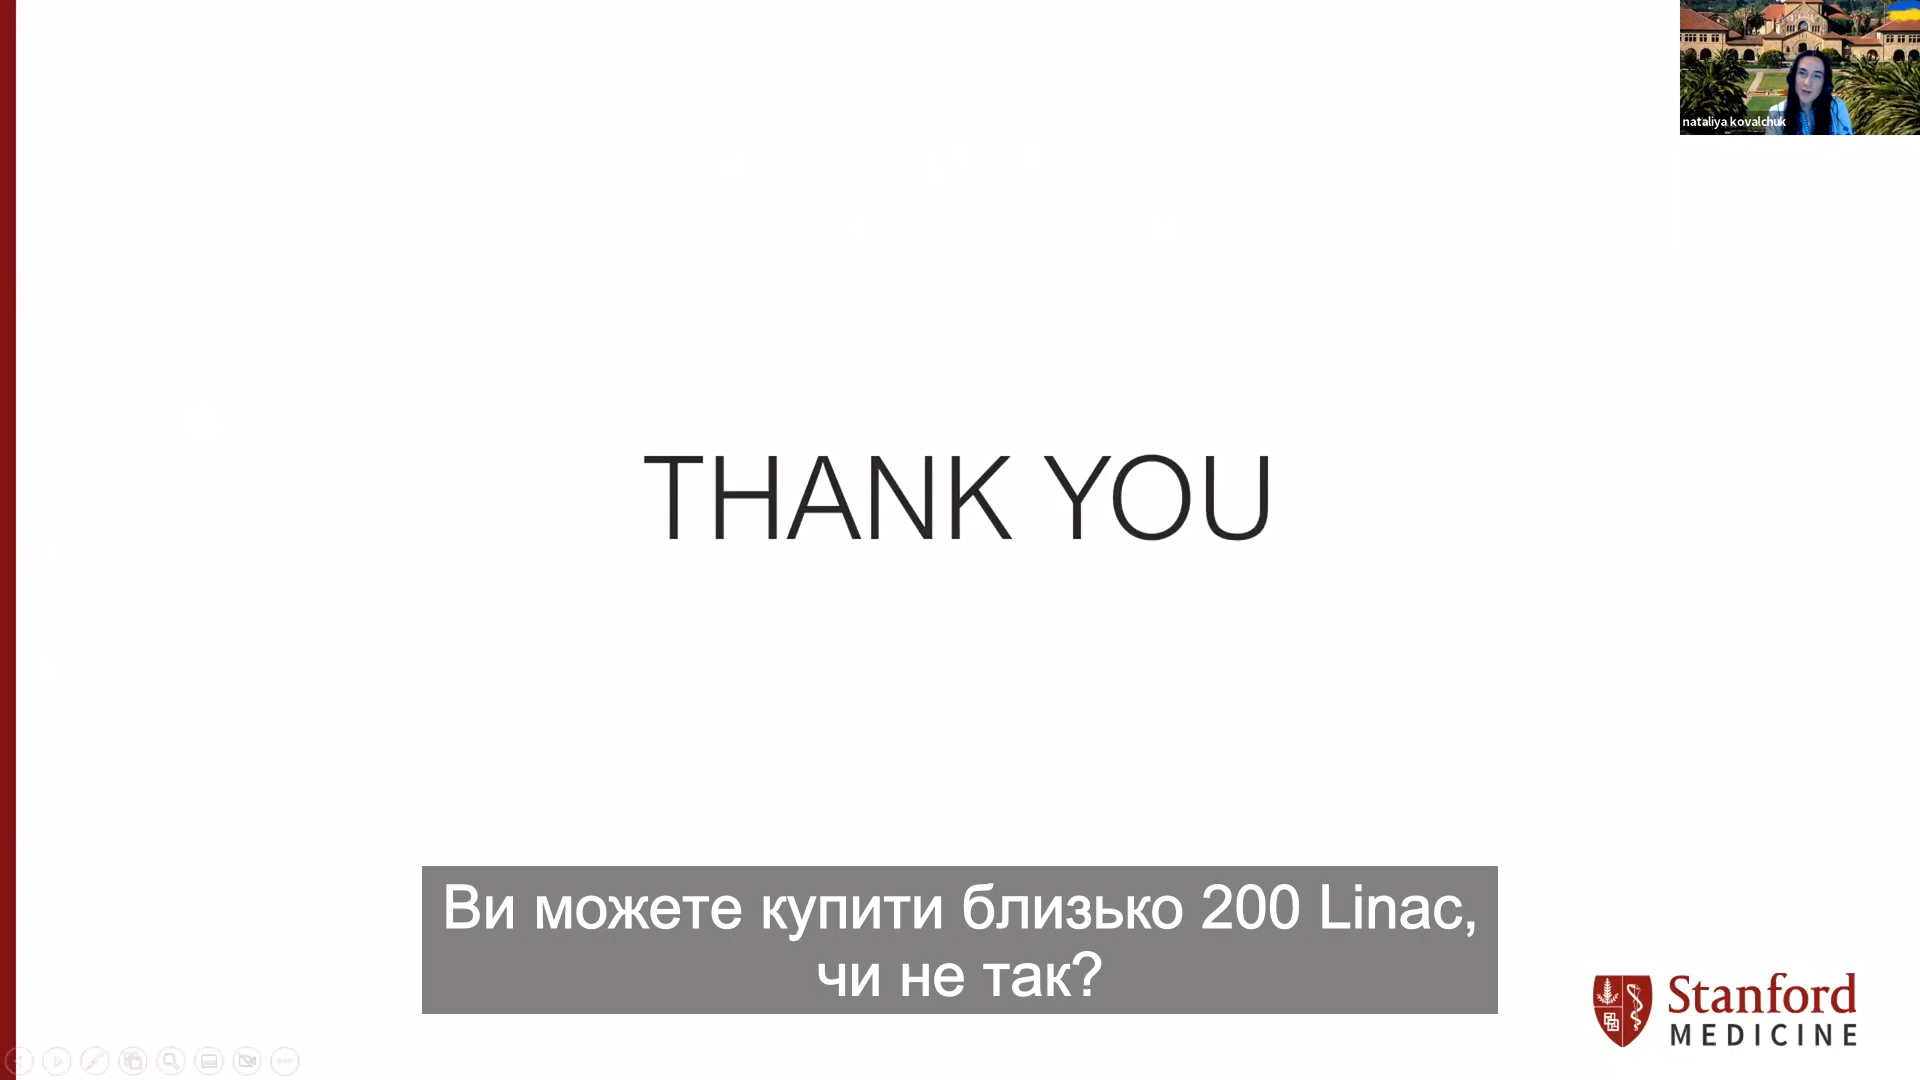 nataliya kovalchuk
THANK YOU
Ви можете купити близько 200 Linac,
чи не так?
Stanford
MEDICINE